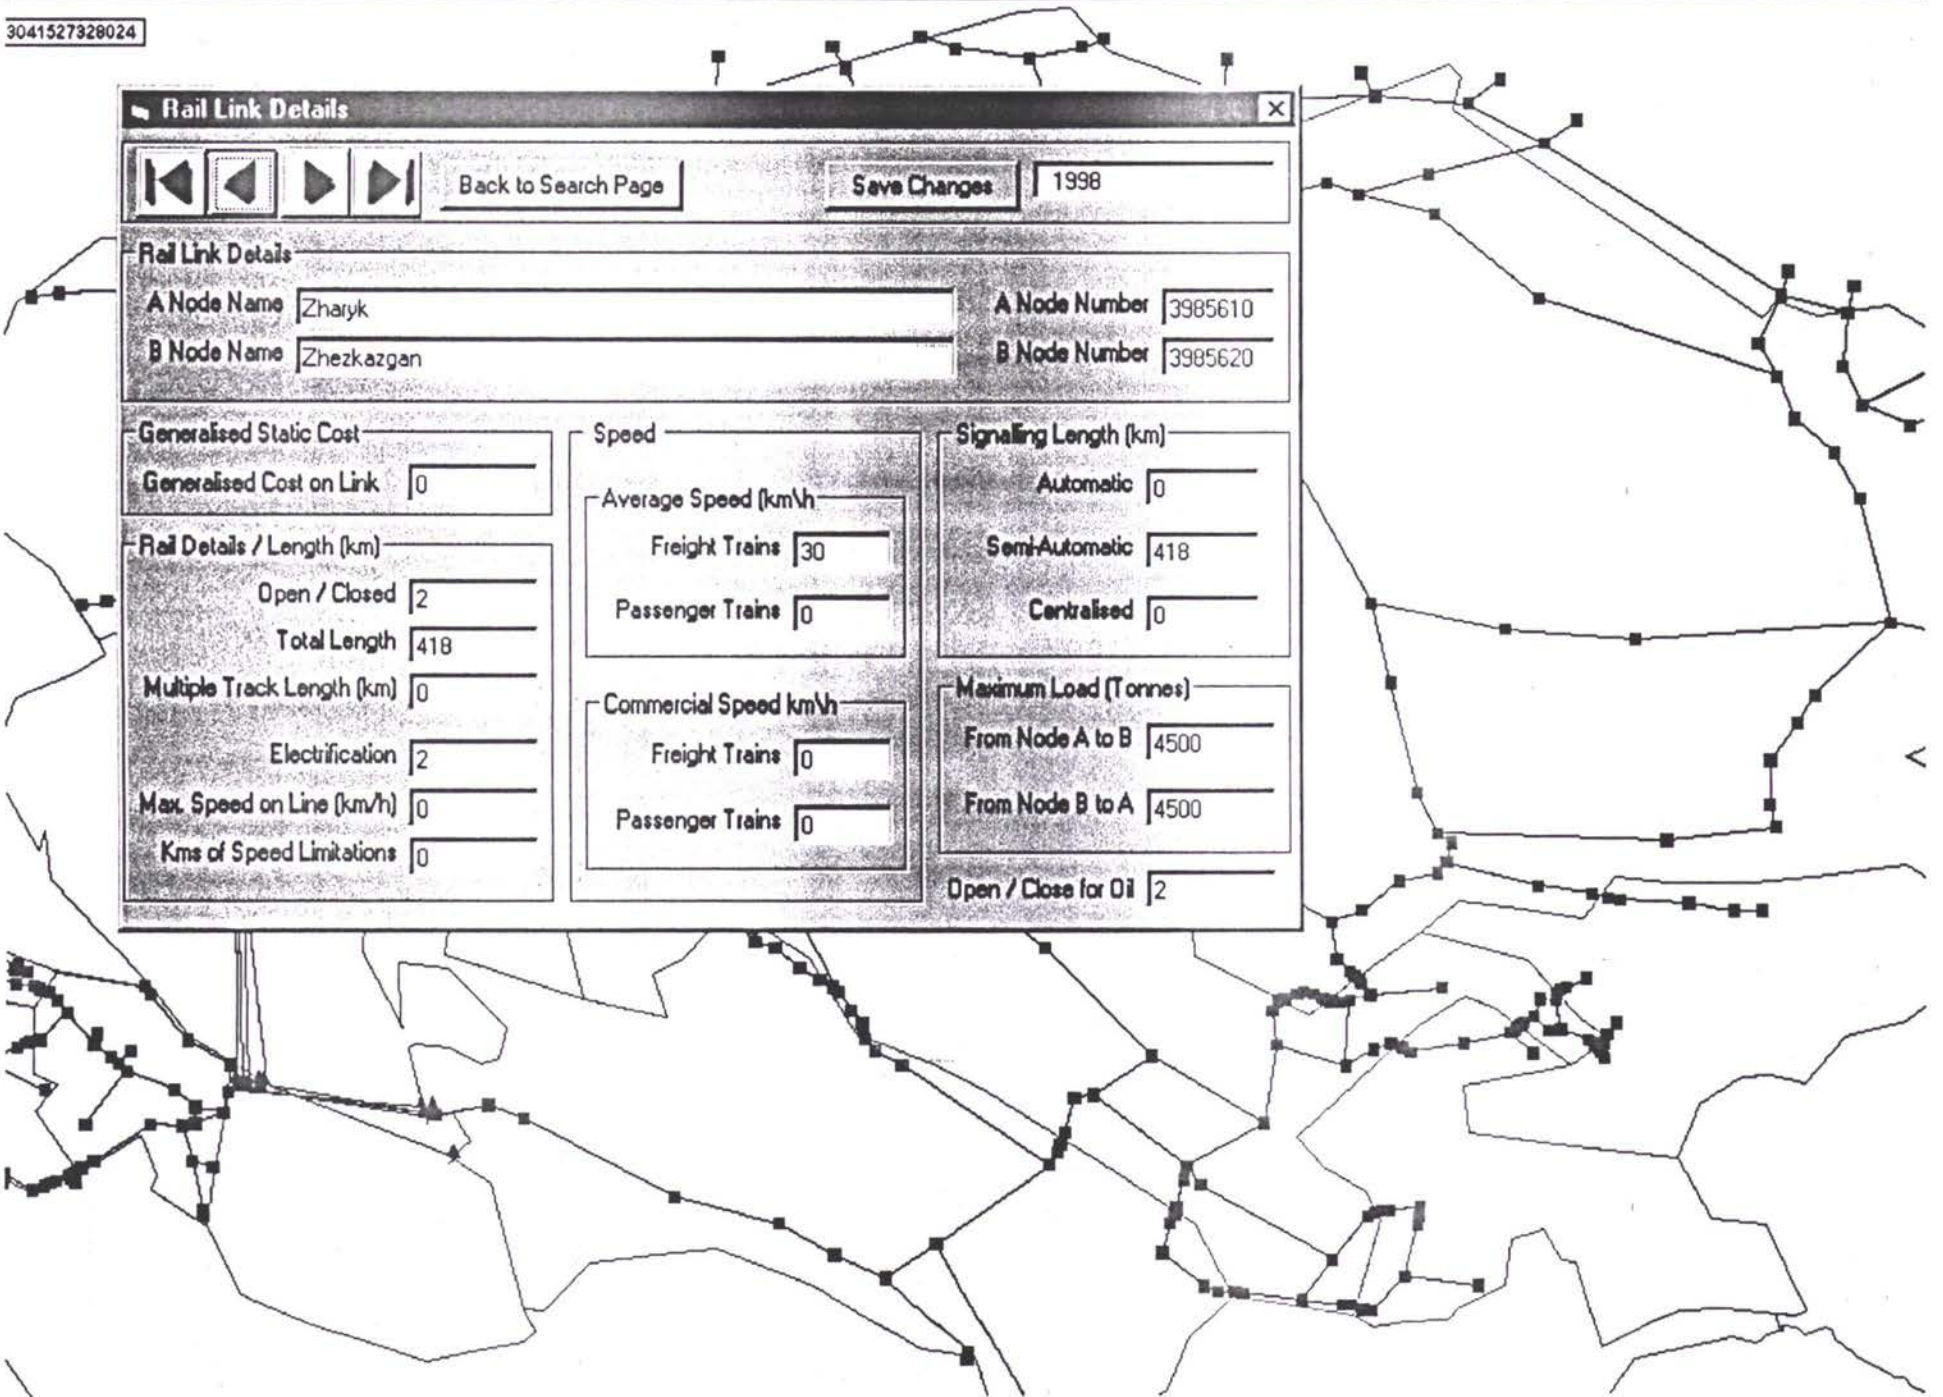 3041527328024
Rail Link Details
Back to Search Page
Save Changes
1998
Rail Link Details
A Node Name Zharyk
A Node Number 3985610
B Node Name Zhezkazgan
B Node Number 3985620
Generalised Static Cost
Generalised Cost on Link 0
Rail Details / Length (km)
Open / Closed 2
Total Length 418
Multiple Track Length (km) 0
Electrification 2
Max. Speed on Line (km/h) 0
Kms of Speed Limitations 0
Speed
Average Speed (km\h
Freight Trains 30
Passenger Trains 0
Commercial Speed km\h
Freight Trains 0
Passenger Trains 0
Signalling Length (km)
Automatic 0
Semi-Automatic 418
Centralised 0
Maximum Load (Tonnes)
From Node A to B 4500
From Node B to A 4500
Open / Close for Oil 2